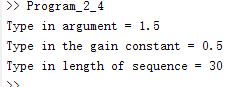 >> Program_2_4
Type in argument = 1.5
Type in the gain constant = 0.5
Type in length of sequence = 30
>>